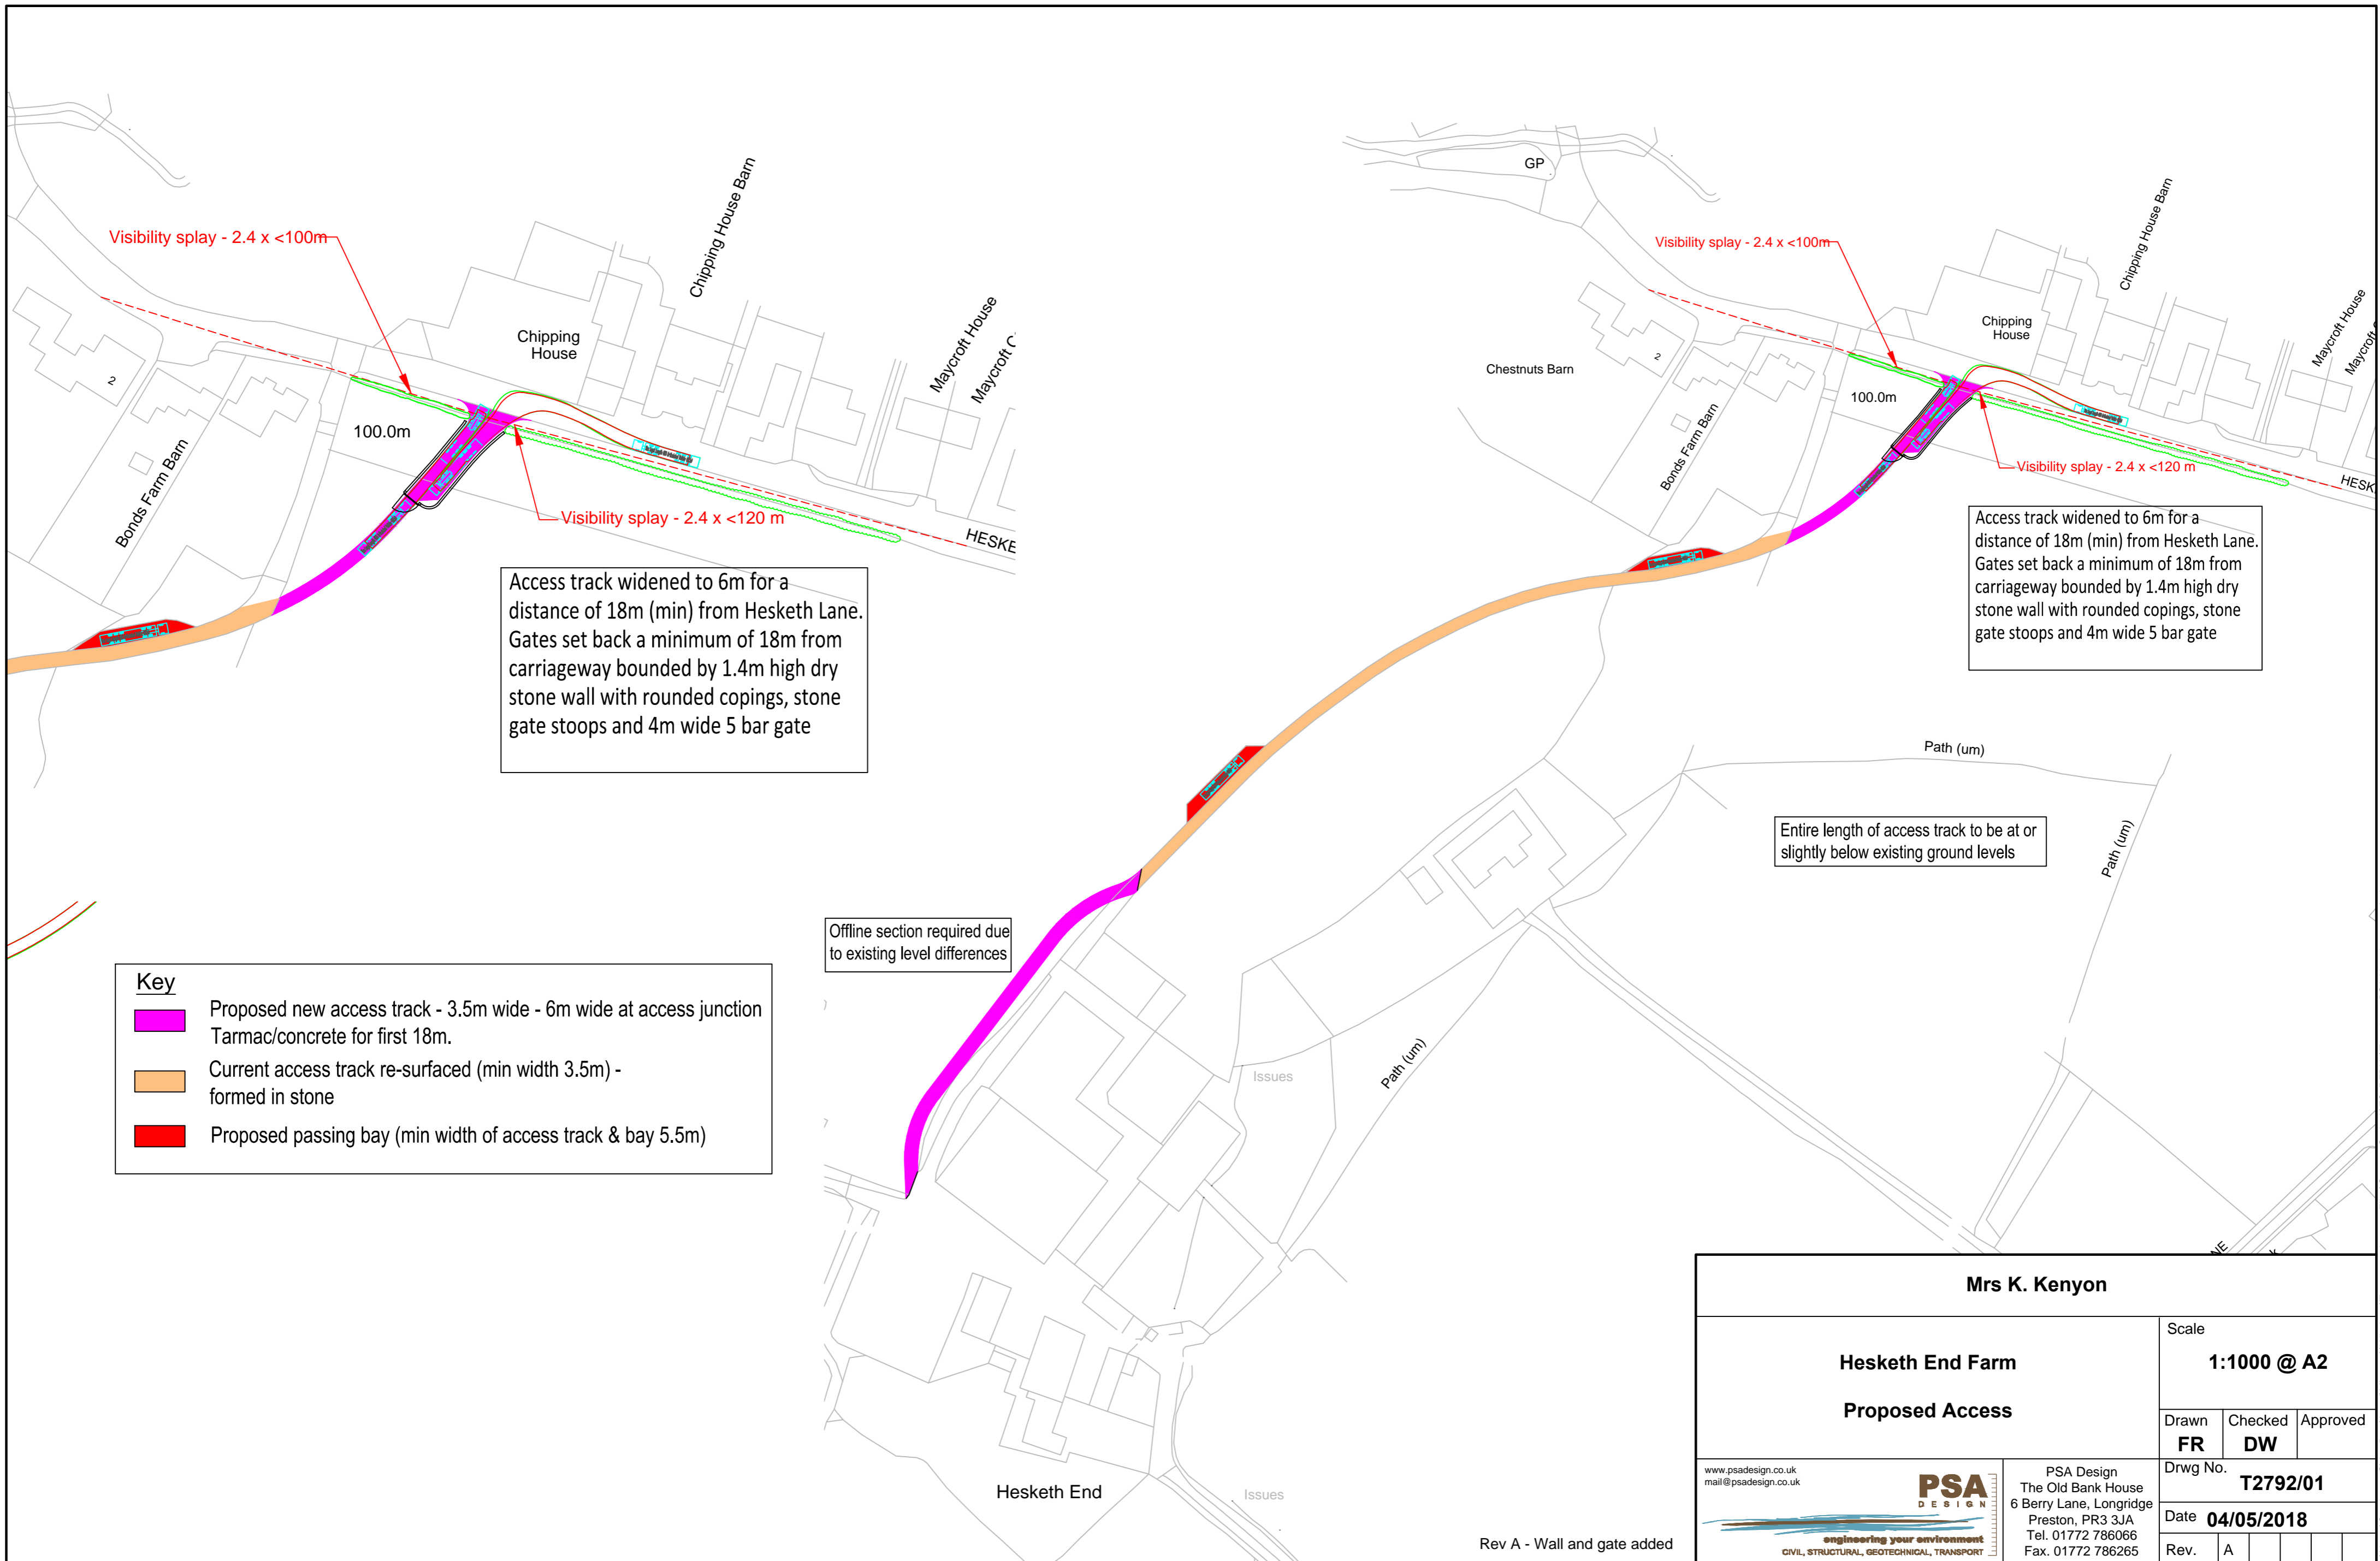 Visibility splay - 2.4 x <100m
Chipping House Barn
Chipping
House
Maycroft House
Maycroft C
2
100.0m
Bonds Farm Barn
Visibility splay - 2.4 x <120 m
HESKE
Access track widened to 6m for a
distance of 18m (min) from Hesketh Lane.
Gates set back a minimum of 18m from
carriageway bounded by 1.4m high dry
stone wall with rounded copings, stone
gate stoops and 4m wide 5 bar gate
GP
Visibility splay - 2.4 x <100m
Chipping House Barn
Chipping
House
Maycroft House
Maycroft
2
Chestnuts Barn
100.0m
Bonds Farm Barn
Visibility splay - 2.4 x <120 m
HESK
Access track widened to 6m for a
distance of 18m (min) from Hesketh Lane.
Gates set back a minimum of 18m from
carriageway bounded by 1.4m high dry
stone wall with rounded copings, stone
gate stoops and 4m wide 5 bar gate
Path (um)
Entire length of access track to be at or
slightly below existing ground levels
Path (um)
Offline section required due
to existing level differences
Key
Proposed new access track - 3.5m wide - 6m wide at access junction
Tarmac/concrete for first 18m.
Current access track re-surfaced (min width 3.5m) -
formed in stone
Proposed passing bay (min width of access track & bay 5.5m)
Issues
Path (um)
Hesketh End
Issues
NE
k
Rev A - Wall and gate added
Mrs K. Kenyon
Hesketh End Farm
Proposed Access
Scale
1:1000 @ A2
Drawn
FR
Checked
DW
Approved
www.psadesign.co.uk
mail@psadesign.co.uk
PSA
DESIGN
engineering your environment
CIVIL, STRUCTURAL, GEOTECHNICAL, TRANSPORT
PSA Design
The Old Bank House
6 Berry Lane, Longridge
Preston, PR3 3JA
Tel. 01772 786066
Fax. 01772 786265
Drwg No.
T2792/01
Date 04/05/2018
Rev. A